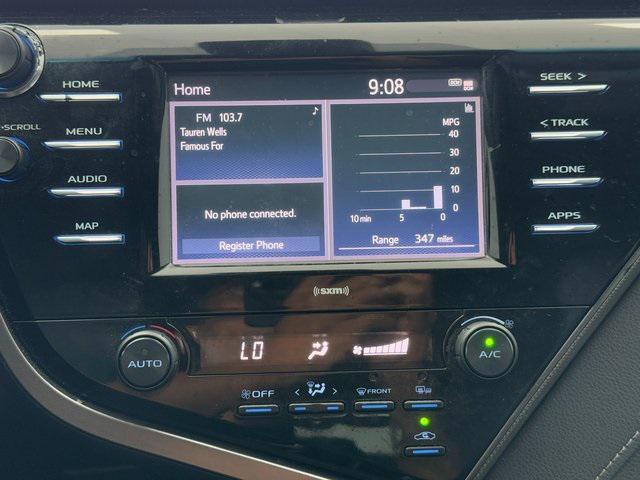 Home
9:08
DCM
FM 103.7
Tauren Wells
Famous For
No phone connected.
Register Phone
MPG
40
30
20
10
0
10 min 5 0
Range 347 miles
HOME
-SCROLL
MENU
AUDIO
MAP
SEEK >
< TRACK
PHONE
APPS
((sxm))
AUTO
LO
A/C
OFF
< >
FRONT